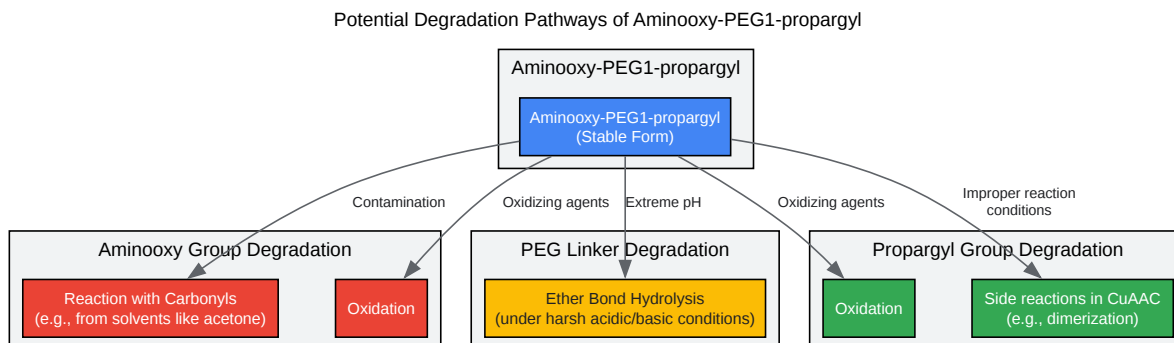 Potential Degradation Pathways of Aminooxy-PEG1-propargyl
Aminooxy-PEG1-propargyl
Aminooxy-PEG1-propargyl
(Stable Form)
Contamination
Oxidizing agents
Extreme pH
Oxidizing agents
Improper reaction
conditions
Aminooxy Group Degradation
Reaction with Carbonyls
(e.g., from solvents like acetone)
Oxidation
PEG Linker Degradation
Ether Bond Hydrolysis
(under harsh acidic/basic conditions)
Propargyl Group Degradation
Oxidation
Side reactions in CuAAC
(e.g., dimerization)